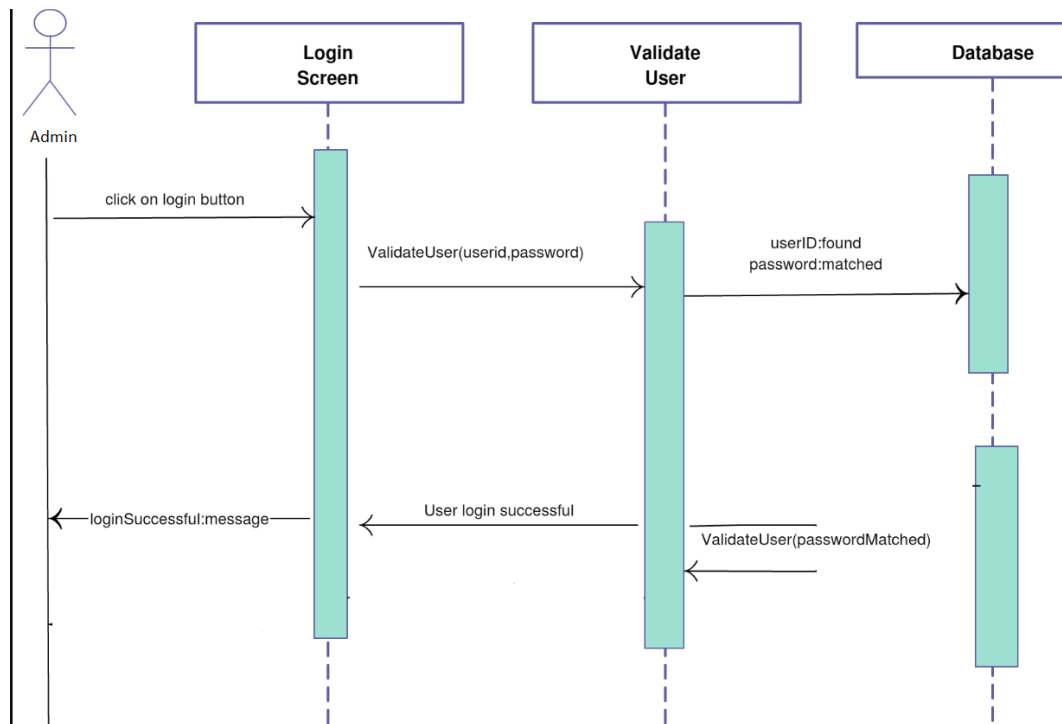 Login
Screen
Validate
User
Database
Admin
click on login button
ValidateUser(userid,password)
userID:found
password:matched
loginSuccessful:message
User login successful
ValidateUser(passwordMatched)